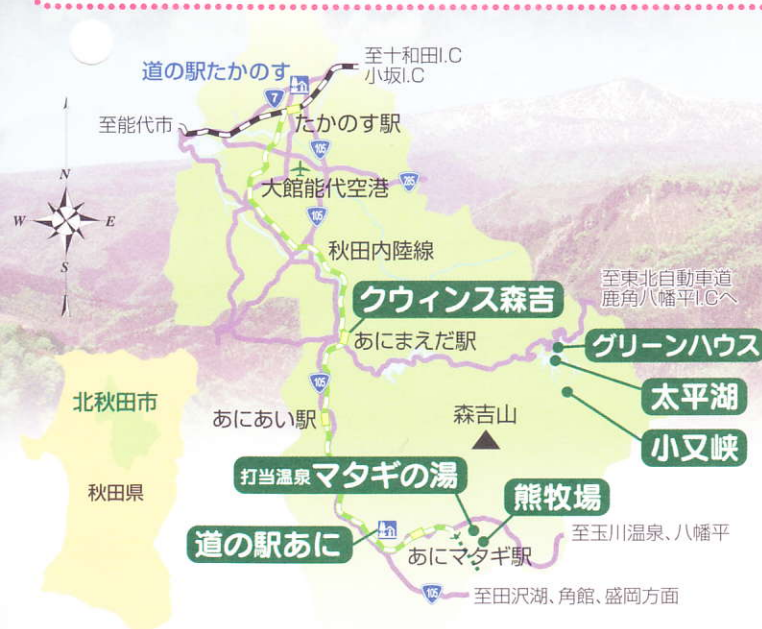 至十和田I.C
小坂I.C
道の駅たかのす
7
至能代市
たかのす駅
105
N
W
E
S
大館能代空港
285
105
秋田内陸線
至東北自動車道
鹿角八幡平I.Cへ
クウィンス森吉
あにまえだ駅
グリーンハウス
太平湖
105
北秋田市
あにあい駅
森吉山
小又峡
秋田県
打当温泉マタギの湯
熊牧場
道の駅あに
あにマタギ駅
至玉川温泉、八幡平
105
至田沢湖、角館、盛岡方面